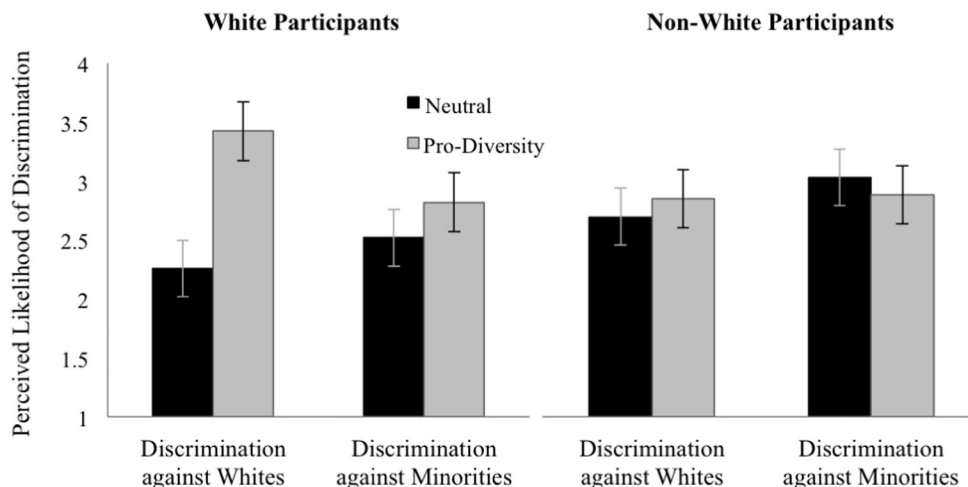 White Participants
Non-White Participants
Perceived Likelihood of Discrimination
4
3.5
3
2.5
2
1.5
1
Neutral
Pro-Diversity
Discrimination
against Whites
Discrimination
against Minorities
Discrimination
against Whites
Discrimination
against Minorities